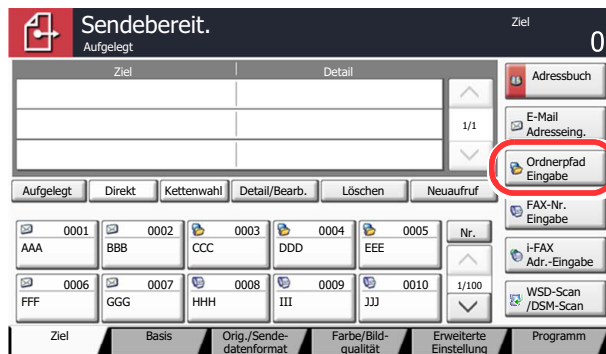 Sendebereit.
Aufgelegt
Ziel
0
Ziel Detail
1/1
Adressbuch
E-Mail
Adresseing.
Ordnerpfad
Eingabe
FAX-Nr.
Eingabe
i-FAX
Adr.-Eingabe
WSD-Scan
/DSM-Scan
Aufgelegt Direkt Kettenwahl Detail/Bearb. Löschen Neuaufruf
0001 0002 0003 0004 0005 Nr.
AAA BBB CCC DDD EEE
0006 0007 0008 0009 0010 1/100
FFF GGG HHH III JJJ
Ziel Basis Orig./Sende-
datenformat Farbe/Bild-
qualität Erweiterte
Einstellung Programm